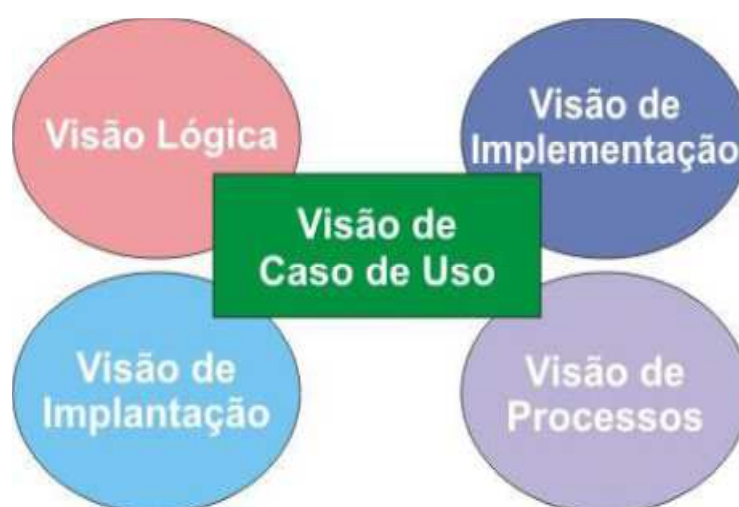 Visão Lógica
Visão de
Implementação
Visão de
Caso de Uso
Visão de
Implantação
Visão de
Processos